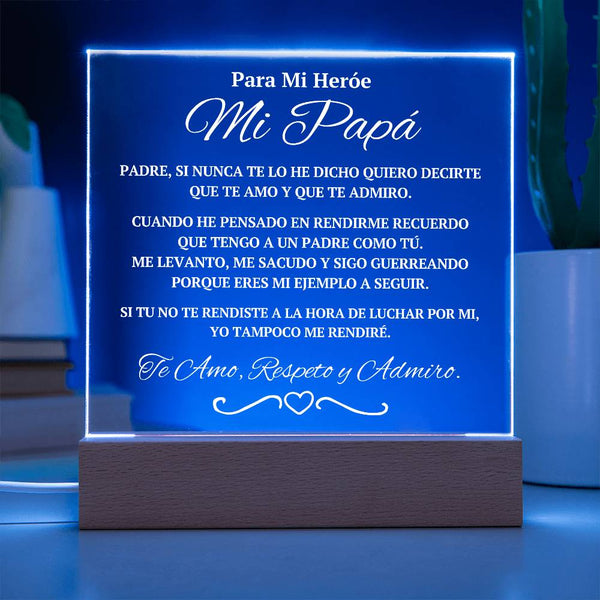 Para Mi Heróe
Mi Papá
PADRE, SI NUNCA TE LO HE DICHO QUIERO DECIRTE
QUE TE AMO Y QUE TE ADMIRO.
CUANDO HE PENSADO EN RENDIRME RECUERDO
QUE TENGO A UN PADRE COMO TÚ.
ME LEVANTO, ME SACUDO Y SIGO GUERREANDO
PORQUE ERES MI EJEMPLO A SEGUIR.
SI TU NO TE RENDISTE A LA HORA DE LUCHAR POR MI,
YO TAMPOCO ME RENDIRÉ.
Te Amo, Respeto y Admiro.